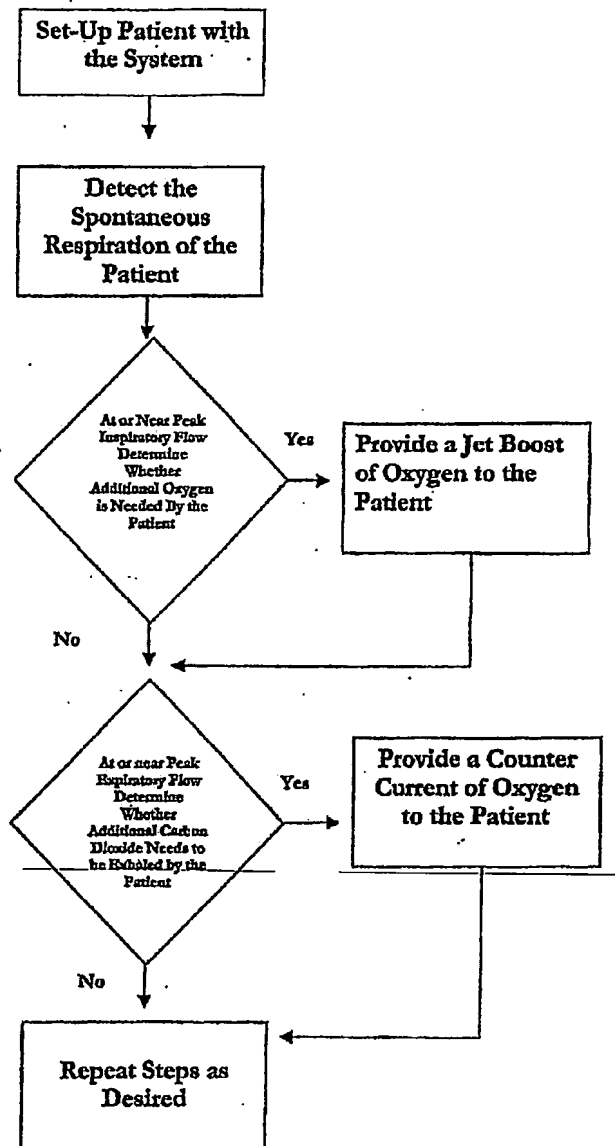 Set-Up Patient with
the System
Detect the
Spontaneous
Respiration of the
Patient
At or Near Peak
Inspiratory Flow
Determine
Whether
Additional Oxygen
is Needed By the
Patient
Yes
Provide a Jet Boost
of Oxygen to the
Patient
No
At or near Peak
Expiratory Flow
Determine
Whether
Additional Carbon
Dioxide Needs to
be Exhaled by the
Patient
Yes
Provide a Counter
Current of Oxygen
to the Patient
No
Repeat Steps as
Desired